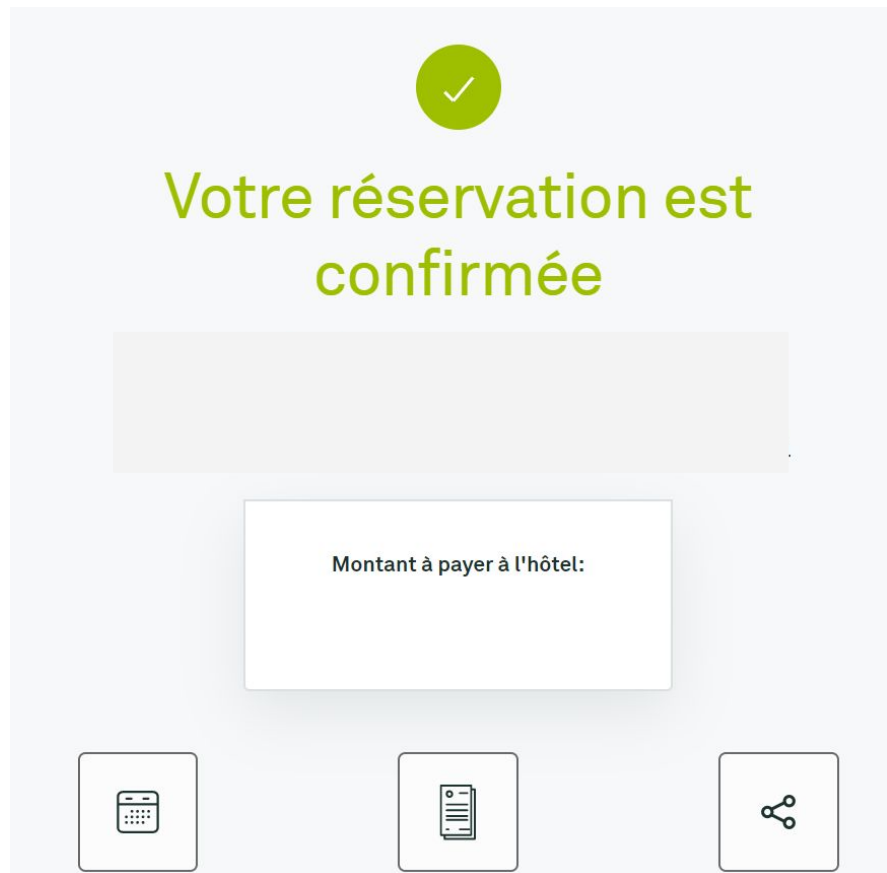 Votre réservation est
confirmée
.
Montant à payer à l'hôtel: